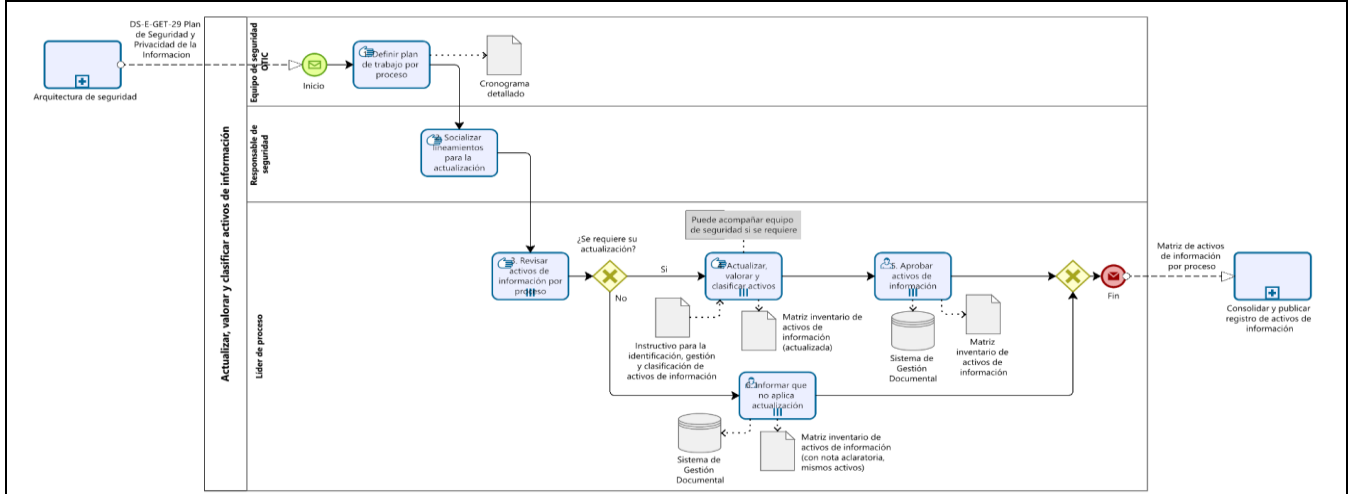 DS-E-GET-29 Plan
de Seguridad y
Privacidad de la
Informacion
Arquitectura de seguridad
Actualizar, valorar y clasificar activos de información
Equipo de seguridad
OTIC
Inicio
Definir plan
de trabajo por
proceso
Cronograma
detallado
Responsable de
seguridad
Socializar
lineamientos
para la
actualización
Líder de proceso
3. Revisar
activos de
información por
proceso
¿Se requiere su
actualización?
Si
No
Puede acompañar equipo
de seguridad si se requiere
Actualizar,
valorar y
clasificar activos
Instructivo para la
identificación, gestión
y clasificación de
activos de información
Matriz inventario de
activos de
información
(actualizada)
5. Aprobar
activos de
información
Sistema de
Gestión
Documental
Matriz
inventario de
activos de
información
Informar que
no aplica
actualización
Sistema de
Gestión
Documental
Matriz inventario de
activos de información
(con nota aclaratoria,
mismos activos)
Fin
Matriz de activos
de información
por proceso
Consolidar y publicar
registro de activos de
información